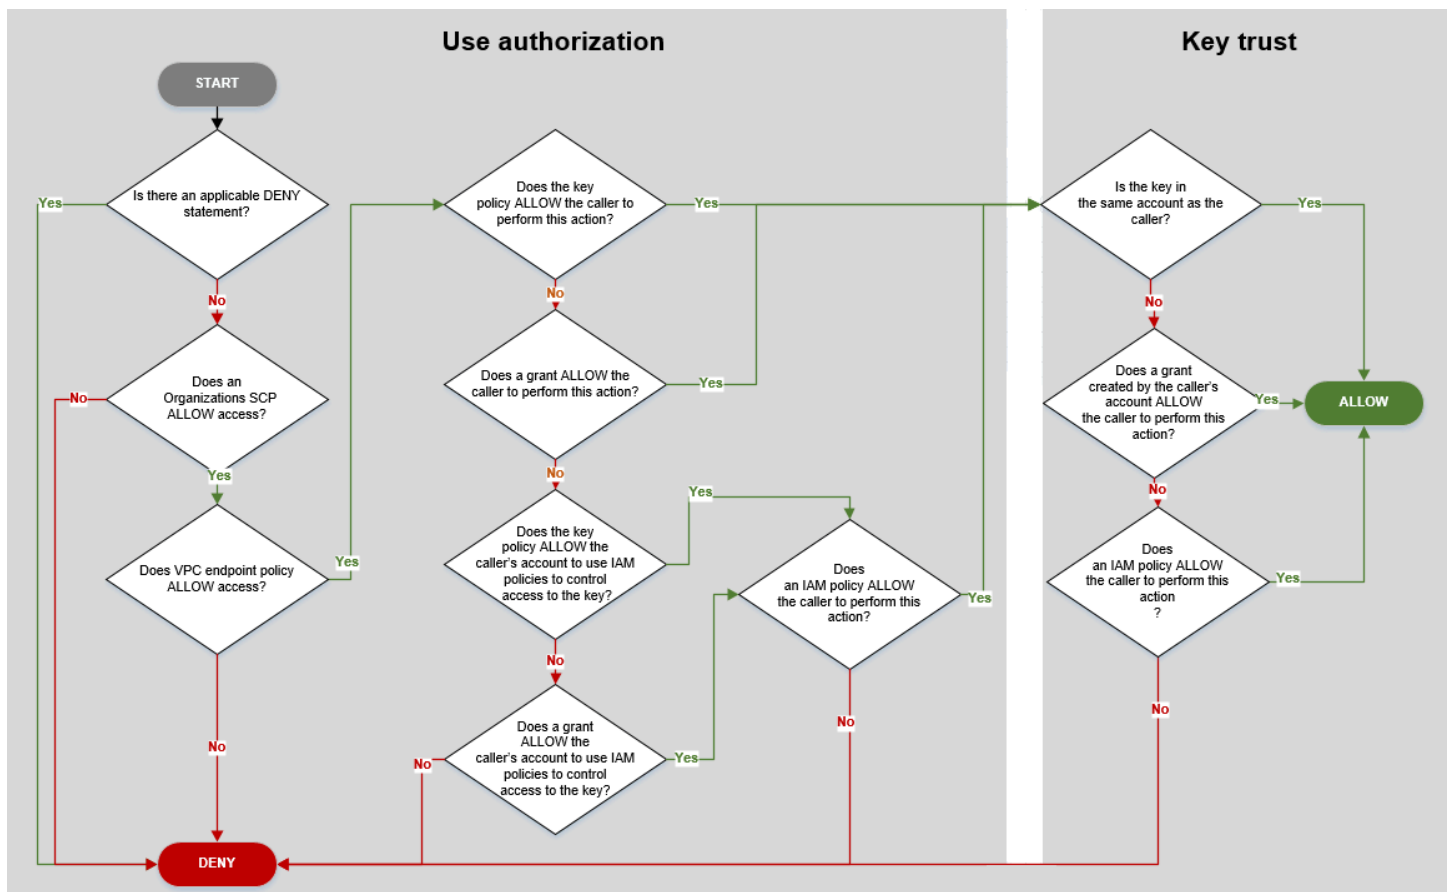 Use authorization
Key trust
START
Is there an applicable DENY
statement?
Yes
No
Does an
Organizations SCP
ALLOW access?
No
Yes
Does VPC endpoint policy
ALLOW access?
Yes
No
DENY
Does the key
policy ALLOW the caller to
perform this action?
Yes
No
Does a grant ALLOW the
caller to perform this action?
Yes
No
Does the key
policy ALLOW the
caller's account to use IAM
policies to control
access to the key?
Yes
No
Does a grant
ALLOW the
caller's account to use IAM
policies to control
access to the key?
No
Yes
Does
an IAM policy ALLOW
the caller to perform this
action?
Yes
No
Is the key in
the same account as the
caller?
Yes
No
Does a grant
created by the caller's
account ALLOW
the caller to perform this
action?
Yes
No
ALLOW
Does
an IAM policy ALLOW
the caller to perform this
action
?
Yes
No